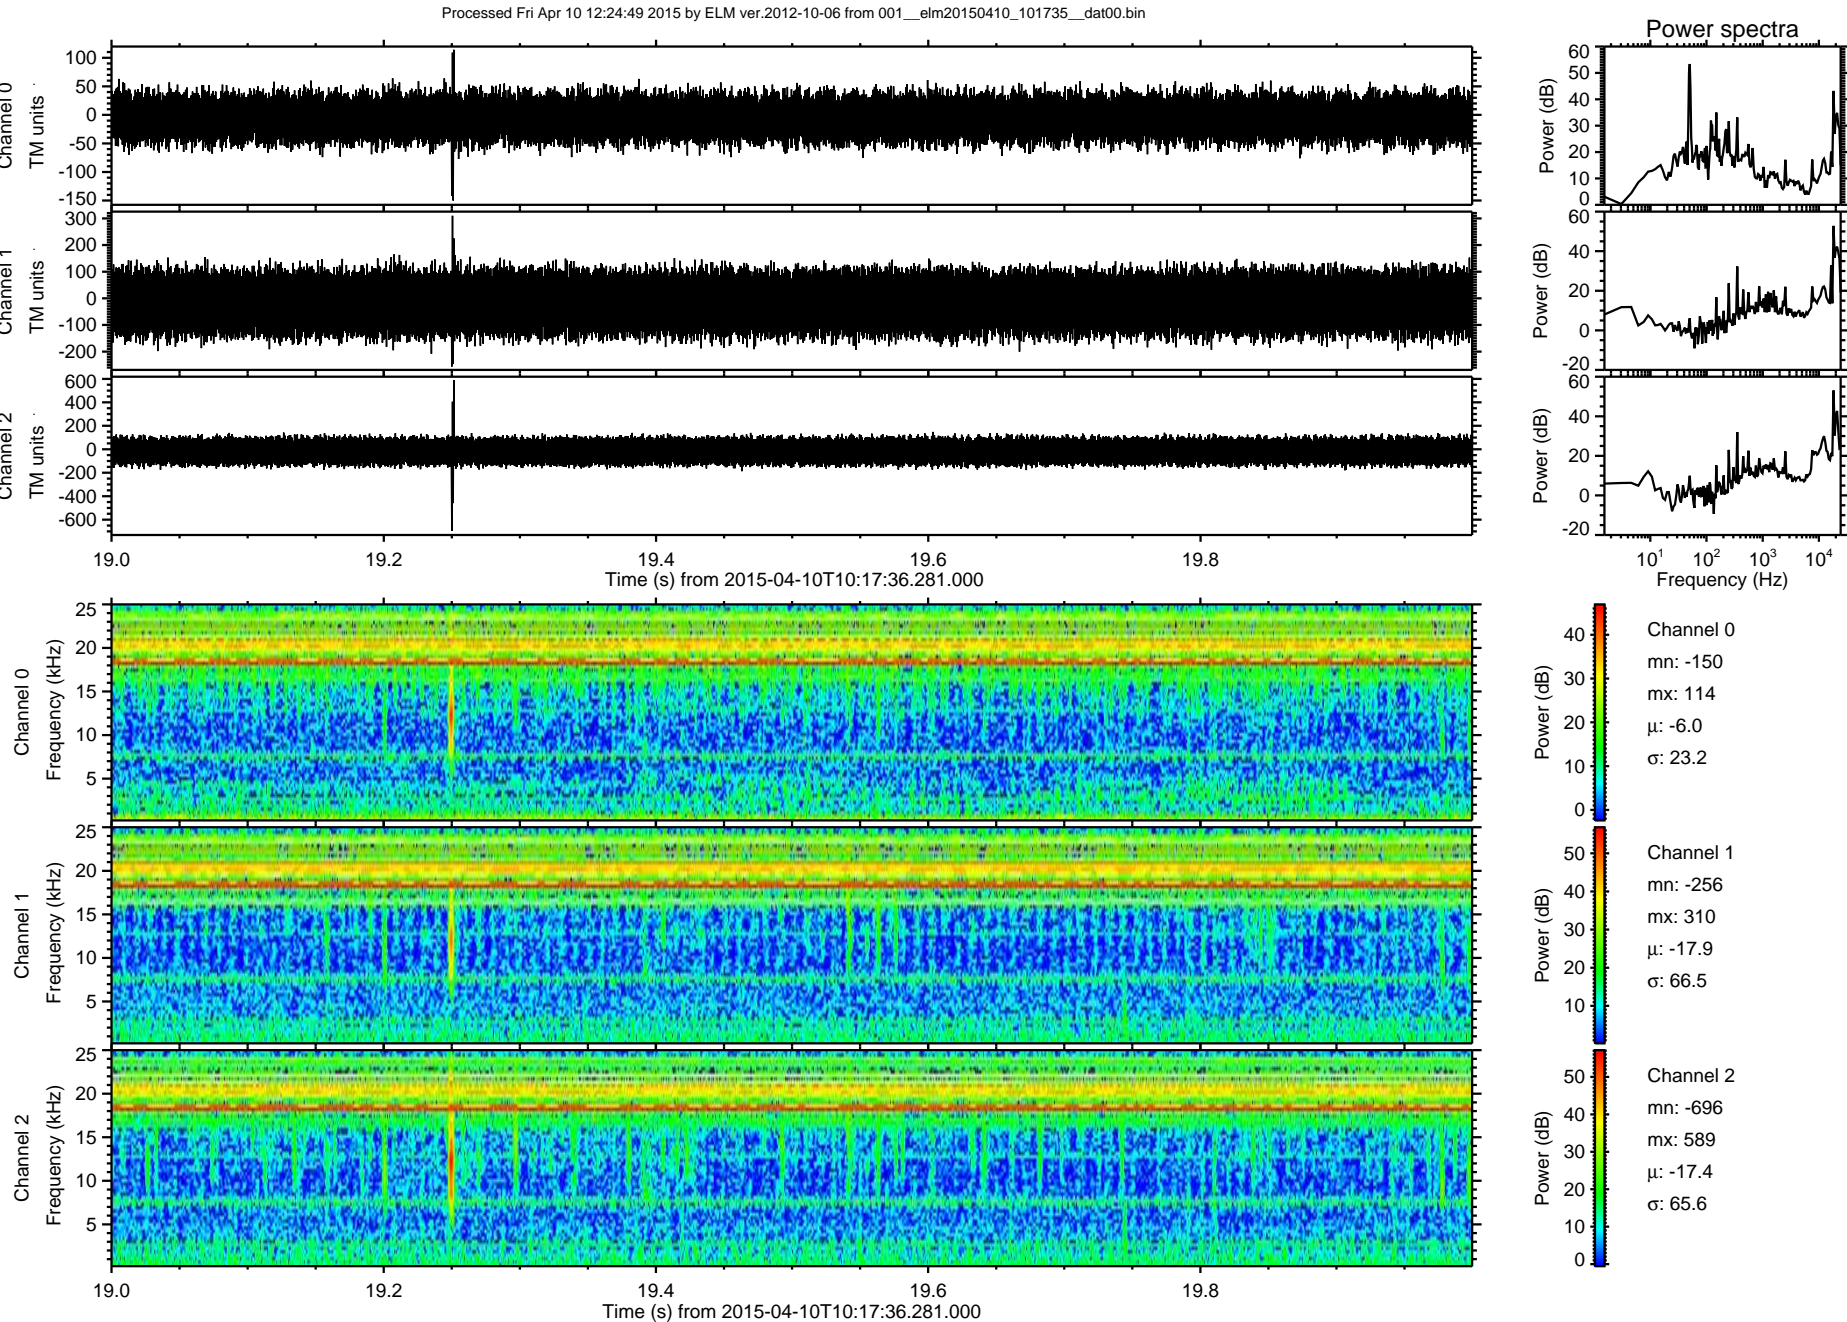 Processed Fri Apr 10 12:24:49 2015 by ELM ver.2012-10-06 from 001__elm20150410_101735__dat00.bin
Power spectra
Channel 0
TM units
100
50
0
-50
-100
-150
Power (dB)
60
50
40
30
20
10
0
Channel 1
TM units
300
200
100
0
-100
-200
Power (dB)
60
40
20
0
-20
Channel 2
TM units
600
400
200
0
-200
-400
-600
Power (dB)
60
40
20
0
-20
19.0 19.2 19.4 19.6 19.8
Time (s) from 2015-04-10T10:17:36.281.000
10^1 10^2 10^3 10^4
Frequency (Hz)
Channel 0
Frequency (kHz)
25
20
15
10
5
Power (dB)
40
30
20
10
0
Channel 0
mn: -150
mx: 114
μ: -6.0
σ: 23.2
Channel 1
Frequency (kHz)
25
20
15
10
5
Power (dB)
50
40
30
20
10
Channel 1
mn: -256
mx: 310
μ: -17.9
σ: 66.5
Channel 2
Frequency (kHz)
25
20
15
10
5
Power (dB)
50
40
30
20
10
0
Channel 2
mn: -696
mx: 589
μ: -17.4
σ: 65.6
19.0 19.2 19.4 19.6 19.8
Time (s) from 2015-04-10T10:17:36.281.000